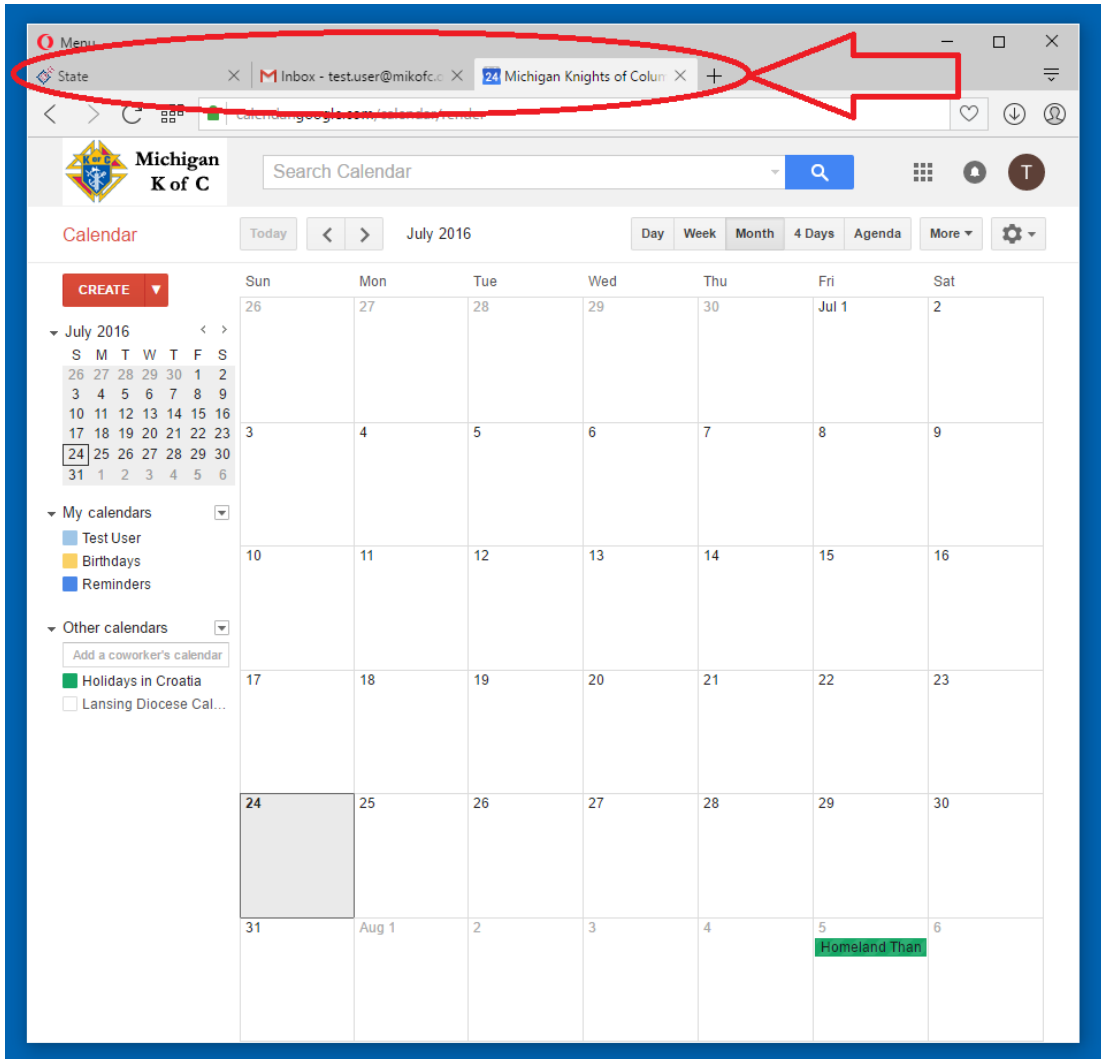 Menu
State
Inbox - test.user@mikofc.c
24 Michigan Knights of Colum
calendar.google.com/calendar/render
K of C
Michigan
K of C
Search Calendar
T
Calendar
Today
July 2016
Day Week Month 4 Days Agenda More
CREATE
July 2016
S M T W T F S
26 27 28 29 30 1 2
3 4 5 6 7 8 9
10 11 12 13 14 15 16
17 18 19 20 21 22 23
24 25 26 27 28 29 30
31 1 2 3 4 5 6
My calendars
Test User
Birthdays
Reminders
Other calendars
Add a coworker's calendar
Holidays in Croatia
Lansing Diocese Cal...
Sun Mon Tue Wed Thu Fri Sat
26 27 28 29 30 Jul 1 2
3 4 5 6 7 8 9
10 11 12 13 14 15 16
17 18 19 20 21 22 23
24 25 26 27 28 29 30
31 Aug 1 2 3 4 5 6
Homeland Than